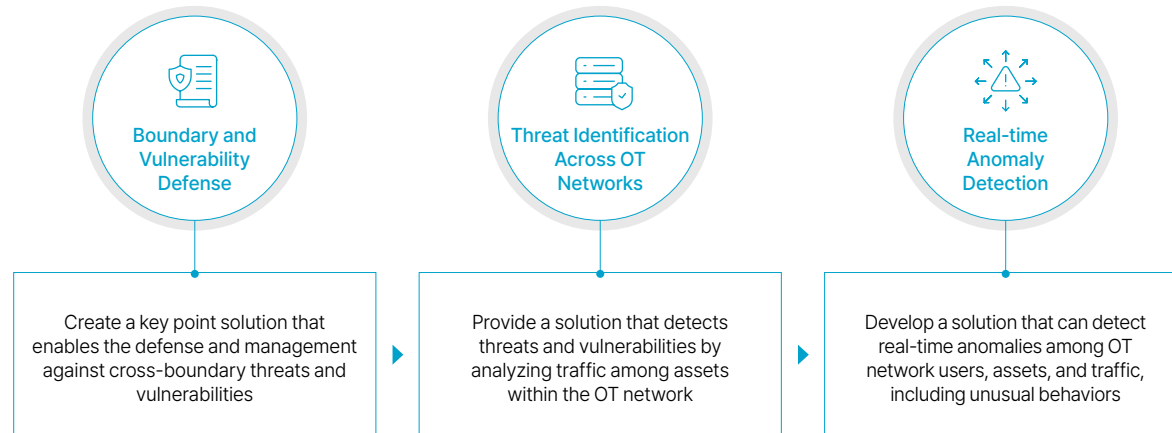 Boundary and
Vulnerability
Defense
Threat Identification
Across OT
Networks
Real-time
Anomaly
Detection
Create a key point solution that
enables the defense and management
against cross-boundary threats and
vulnerabilities
Provide a solution that detects
threats and vulnerabilities by
analyzing traffic among assets
within the OT network
Develop a solution that can detect
real-time anomalies among OT
network users, assets, and traffic,
including unusual behaviors